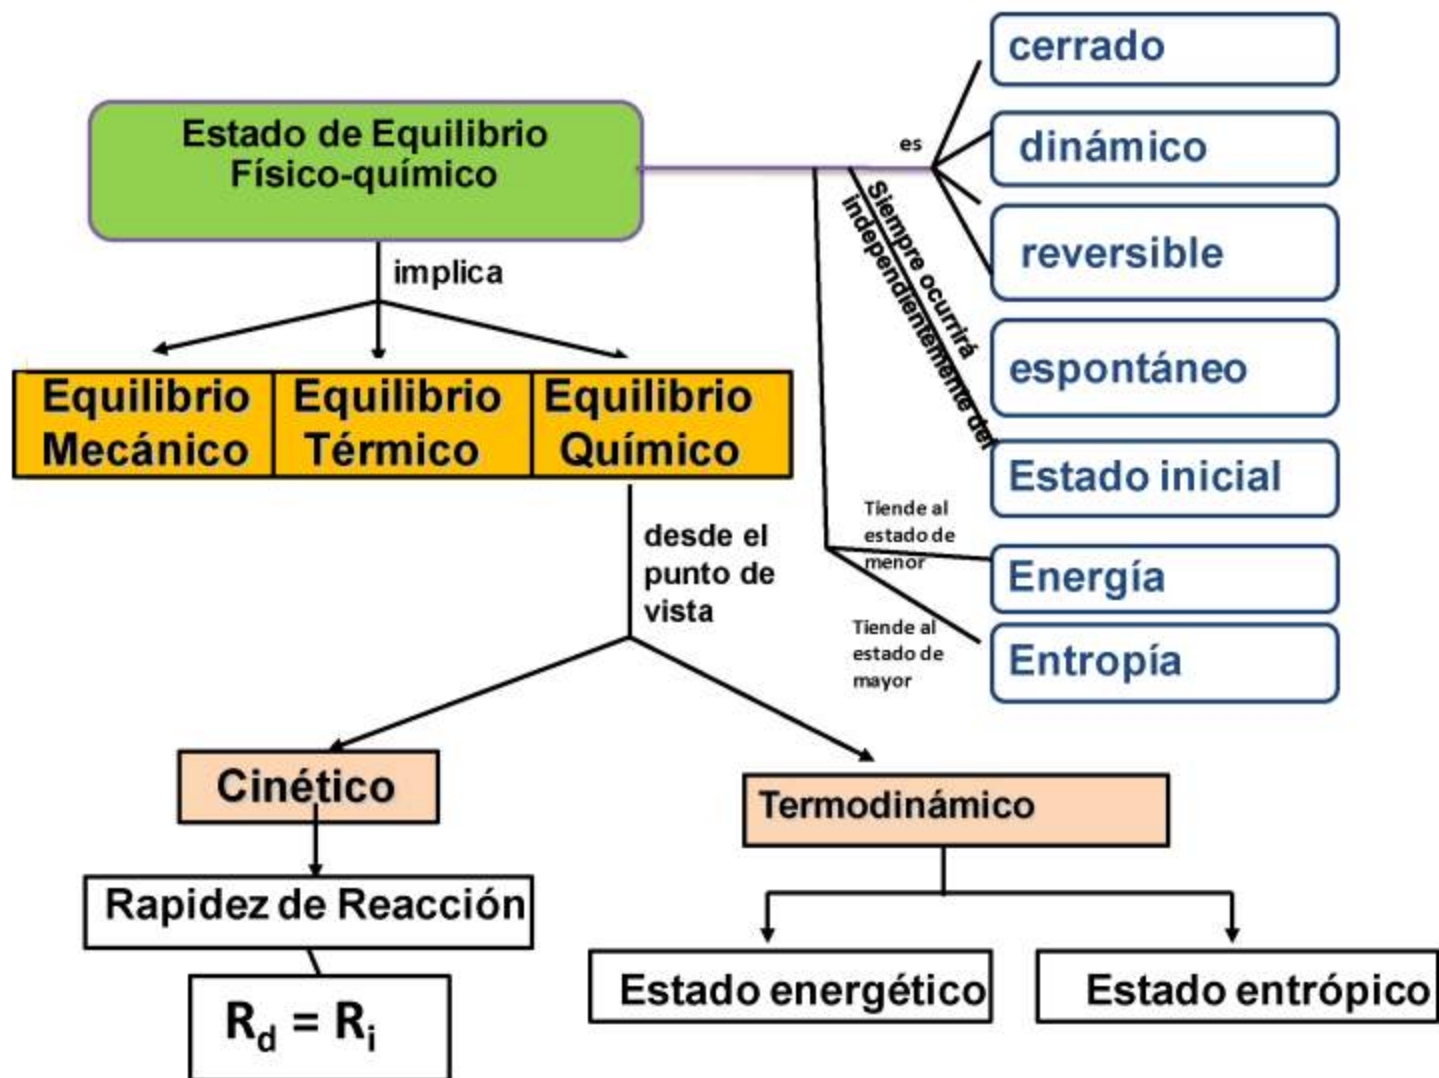 Estado de Equilibrio
Físico-químico
es
cerrado
dinámico
reversible
espontáneo
Siempre ocurrirá
independientemente del
Estado inicial
Tiende al
estado de
menor
Energía
Tiende al
estado de
mayor
Entropía
implica
Equilibrio
Mecánico
Equilibrio
Térmico
Equilibrio
Químico
desde el
punto de
vista
Cinético
Termodinámico
Rapidez de Reacción
R_d = R_i
Estado energético
Estado entrópico